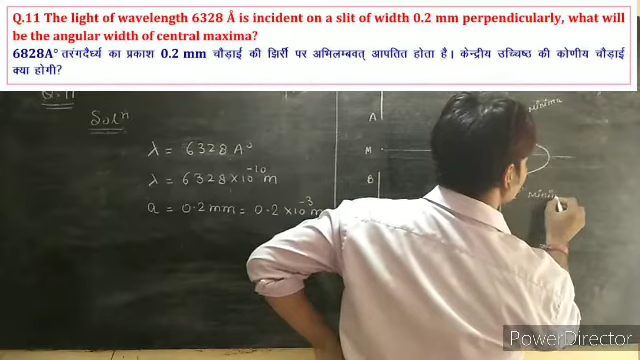 Q.11 The light of wavelength 6328 Å is incident on a slit of width 0.2 mm perpendicularly, what will
be the angular width of central maxima?
6828A° तरंगदैर्ध्य का प्रकाश 0.2 mm चौड़ाई की झिर्री पर अभिलम्बवत् आपतित होता है। केन्द्रीय उच्चिष्ठ की कोणीय चौड़ाई
क्या होगी?
Solⁿ
λ = 6328 A°
λ = 6328 × 10⁻¹⁰ m
a = 0.2 mm = 0.2 × 10⁻³ m
A
M
B
minima
mini
PowerDirector